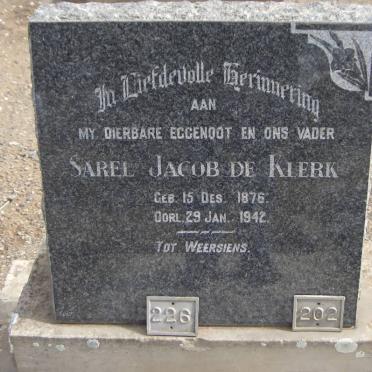 In Liefdevolle Herinnering
AAN
MY DIERBARE EGGENOOT EN ONS VADER
SAREL JACOB DE KLERK
GEB. 15 DES. 1876.
OORL. 29 JAN. 1942.
TOT WEERSIENS.
226 202